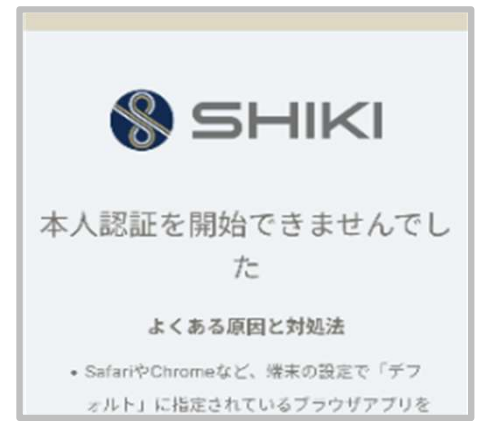 SHIKI
本人認証を開始できませんでし
た
よくある原因と対処法
• SafariやChromeなど、端末の設定で「デフ
ォルト」に指定されているブラウザアプリを